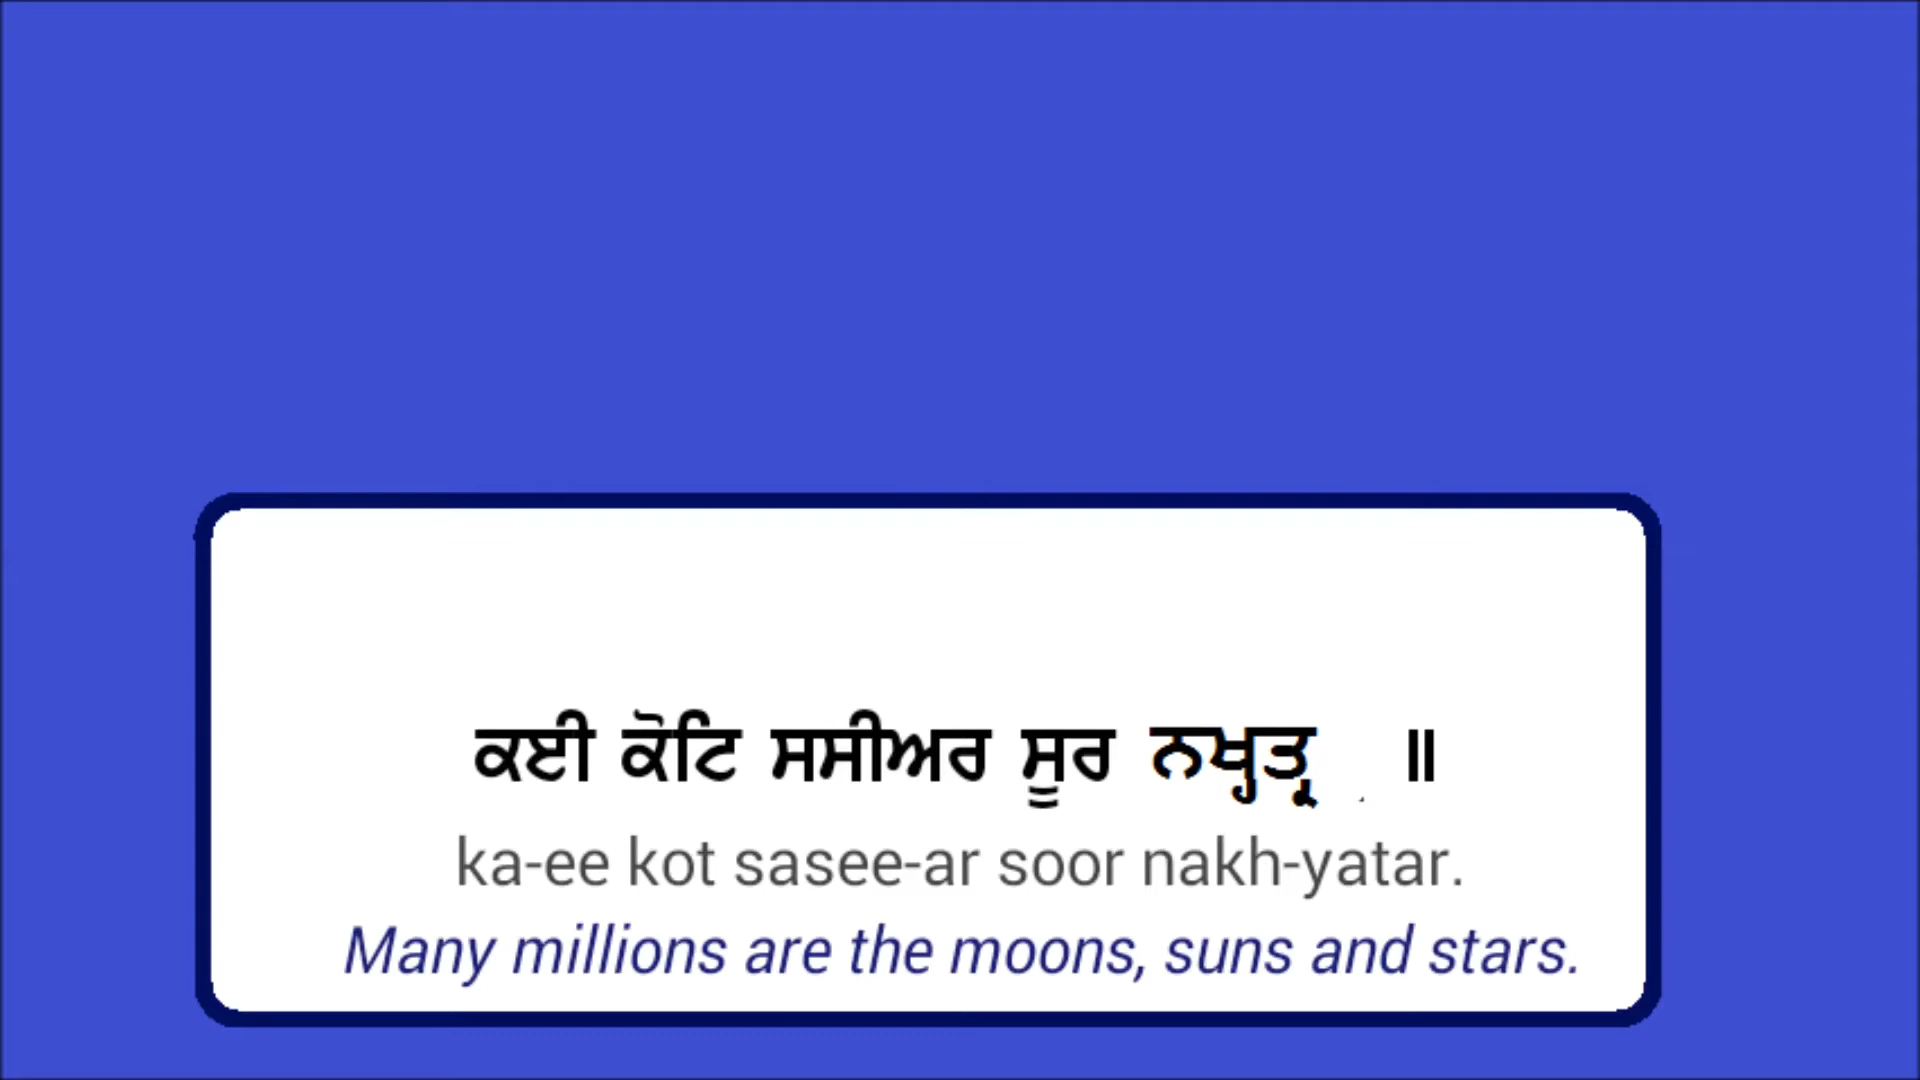 ਕਈ ਕੋਟਿ ਸਸੀਅਰ ਸੂਰ ਨਖ੍ਹਤ੍ਰ ॥
ka-ee kot sasee-ar soor nakh-yatar.
Many millions are the moons, suns and stars.